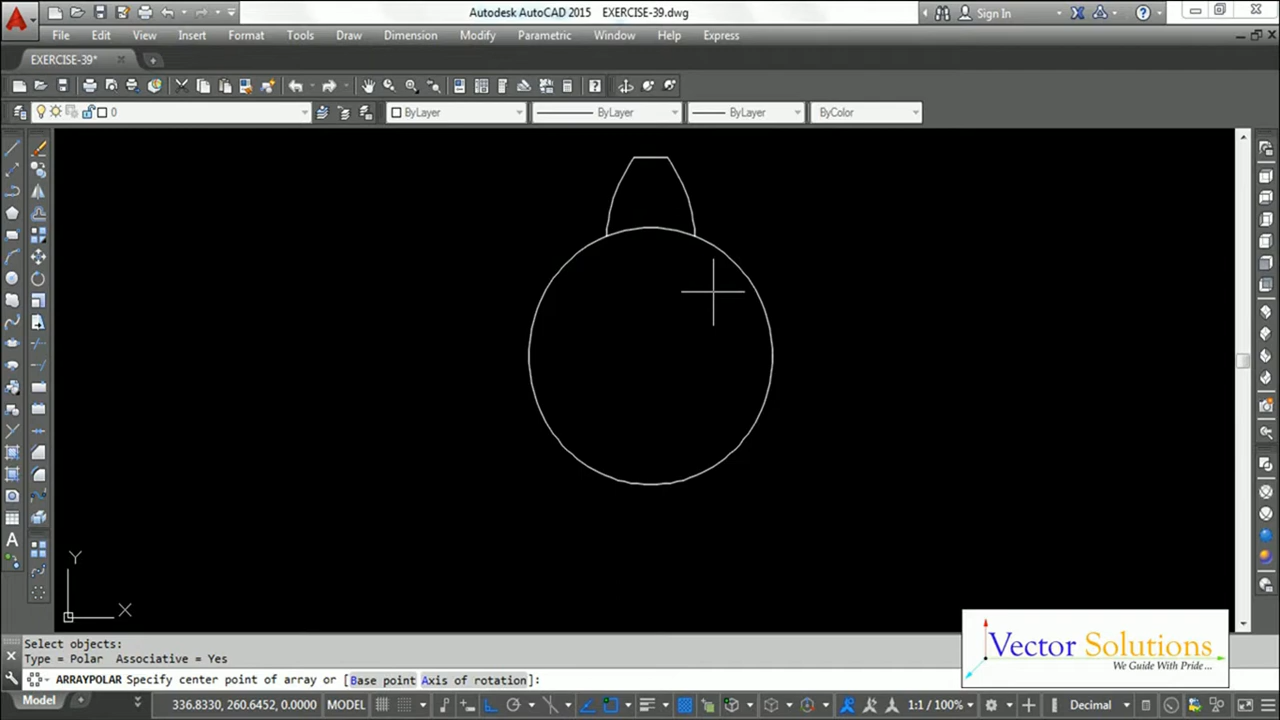 Autodesk AutoCAD 2015 EXERCISE-39.dwg
Sign In
File Edit View Insert Format Tools Draw Dimension Modify Parametric Window Help Express
EXERCISE-39*
0 ByLayer ByLayer ByLayer ByColor
Y
X
A
Select objects:
Type = Polar Associative = Yes
ARRAYPOLAR Specify center point of array or [Base point Axis of rotation]:
Vector Solutions
We Guide With Pride ...
Model
336.8330, 260.6452, 0.0000 MODEL 1:1 / 100% Decimal